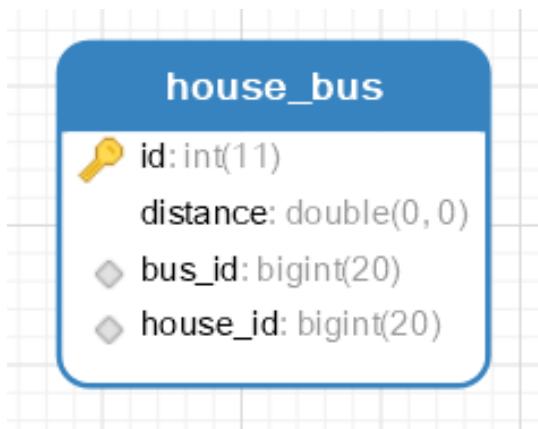 house_bus
id: int(11)
distance: double(0, 0)
bus_id: bigint(20)
house_id: bigint(20)